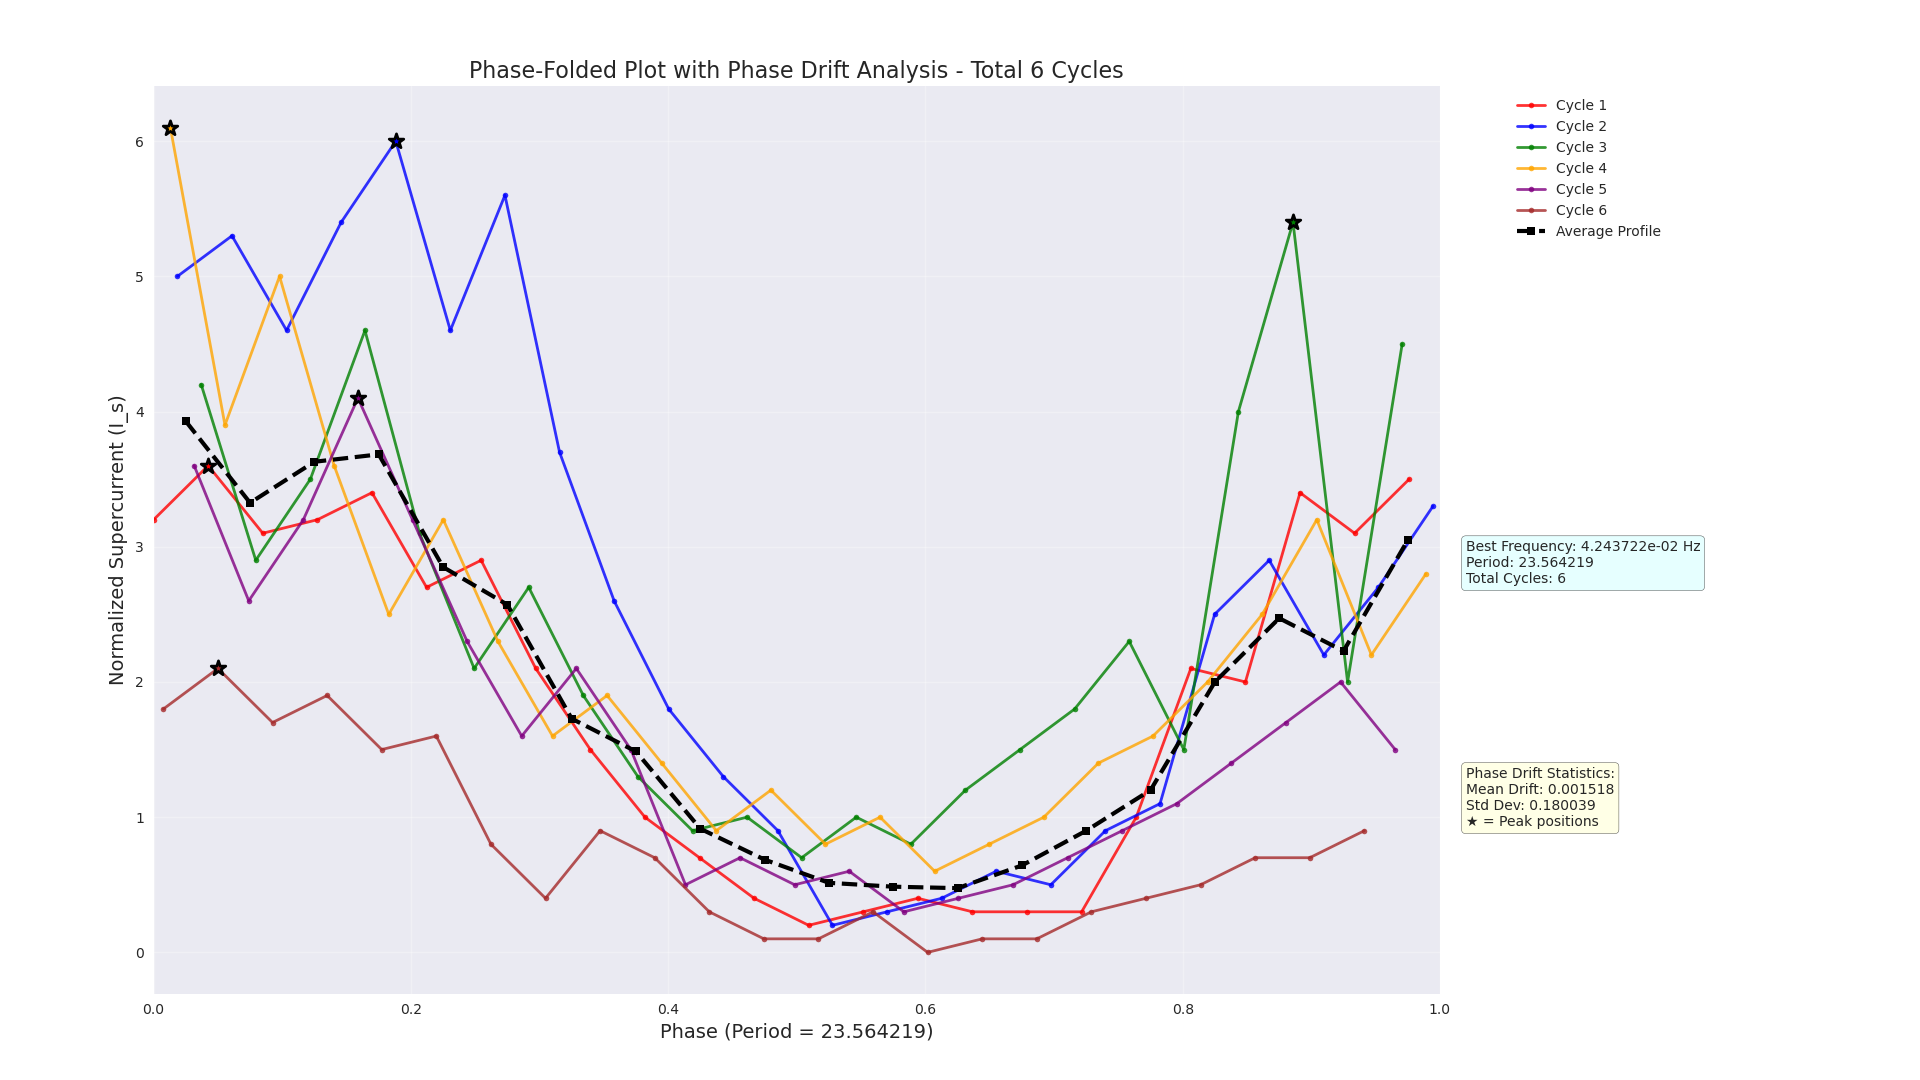 Phase-Folded Plot with Phase Drift Analysis - Total 6 Cycles
Normalized Supercurrent (I_s)
6
5
4
3
2
1
0
0.0
0.2
0.4
0.6
0.8
1.0
Phase (Period = 23.564219)
Cycle 1
Cycle 2
Cycle 3
Cycle 4
Cycle 5
Cycle 6
Average Profile
Best Frequency: 4.243722e-02 Hz
Period: 23.564219
Total Cycles: 6
Phase Drift Statistics:
Mean Drift: 0.001518
Std Dev: 0.180039
★ = Peak positions